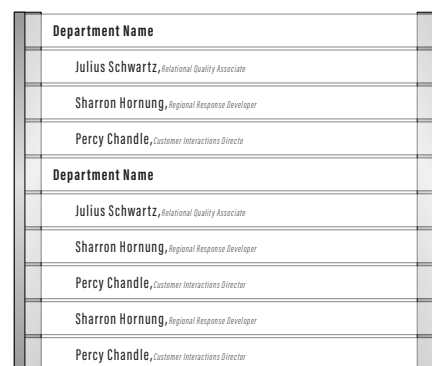 Department Name
Julius Schwartz, Relational Quality Associate
Sharron Hornung, Regional Response Developer
Percy Chandle, Customer Interactions Directo
Department Name
Julius Schwartz, Relational Quality Associate
Sharron Hornung, Regional Response Developer
Percy Chandle, Customer Interactions Director
Sharron Hornung, Regional Response Developer
Percy Chandle, Customer Interactions Director